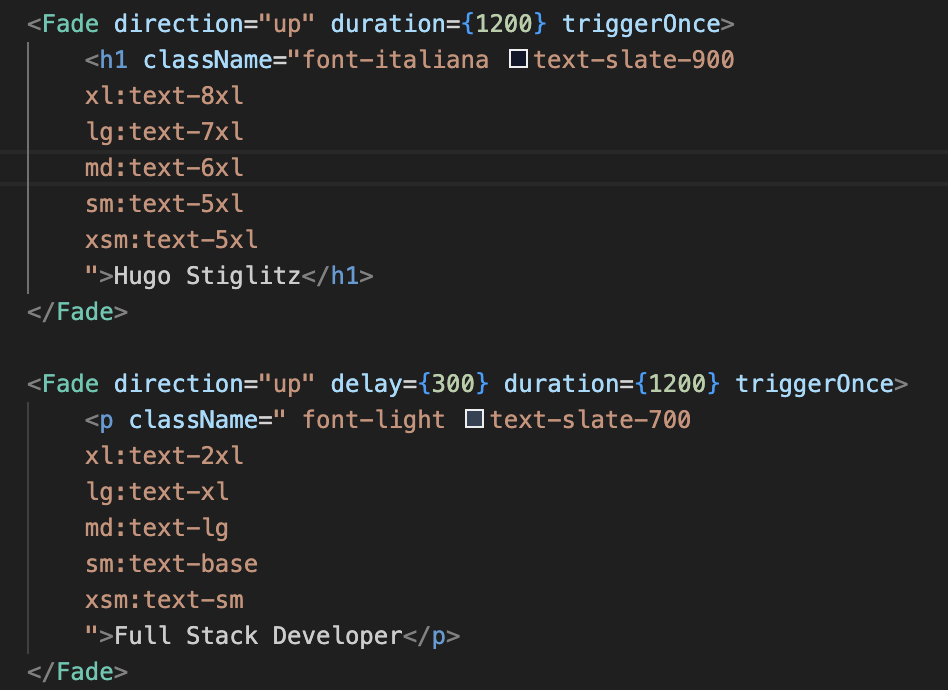 <Fade direction="up" duration={1200} triggerOnce>
<h1 className="font-italiana text-slate-900
xl:text-8xl
lg:text-7xl
md:text-6xl
sm:text-5xl
xsm:text-5xl
">Hugo Stiglitz</h1>
</Fade>
<Fade direction="up" delay={300} duration={1200} triggerOnce>
<p className=" font-light text-slate-700
xl:text-2xl
lg:text-xl
md:text-lg
sm:text-base
xsm:text-sm
">Full Stack Developer</p>
</Fade>